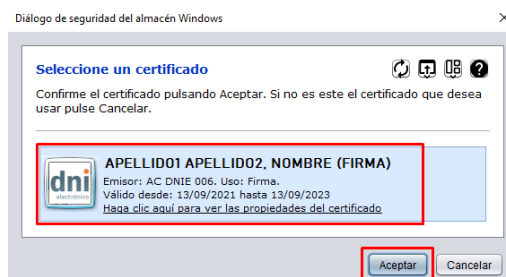 Diálogo de seguridad del almacén Windows
Seleccione un certificado
Confirme el certificado pulsando Aceptar. Si no es este el certificado que desea
usar pulse Cancelar.
dni
electrónico
APELLIDO1 APELLIDO2, NOMBRE (FIRMA)
Emisor: AC DNIE 006. Uso: Firma.
Válido desde: 13/09/2021 hasta 13/09/2023
Haga clic aquí para ver las propiedades del certificado
Aceptar
Cancelar